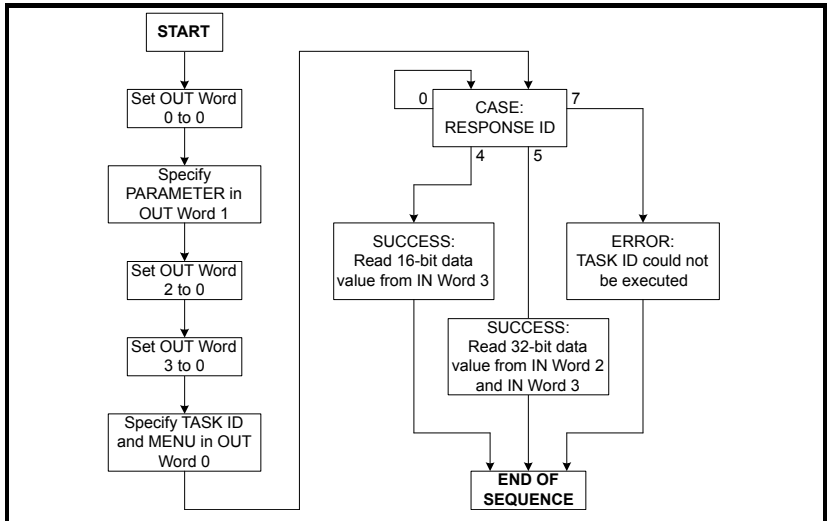 START
Set OUT Word
0 to 0
Specify
PARAMETER in
OUT Word 1
Set OUT Word
2 to 0
Set OUT Word
3 to 0
Specify TASK ID
and MENU in OUT
Word 0
0
CASE:
RESPONSE ID
7
4
5
SUCCESS:
Read 16-bit data
value from IN Word 3
ERROR:
TASK ID could not
be executed
SUCCESS:
Read 32-bit data
value from IN Word 2
and IN Word 3
END OF
SEQUENCE